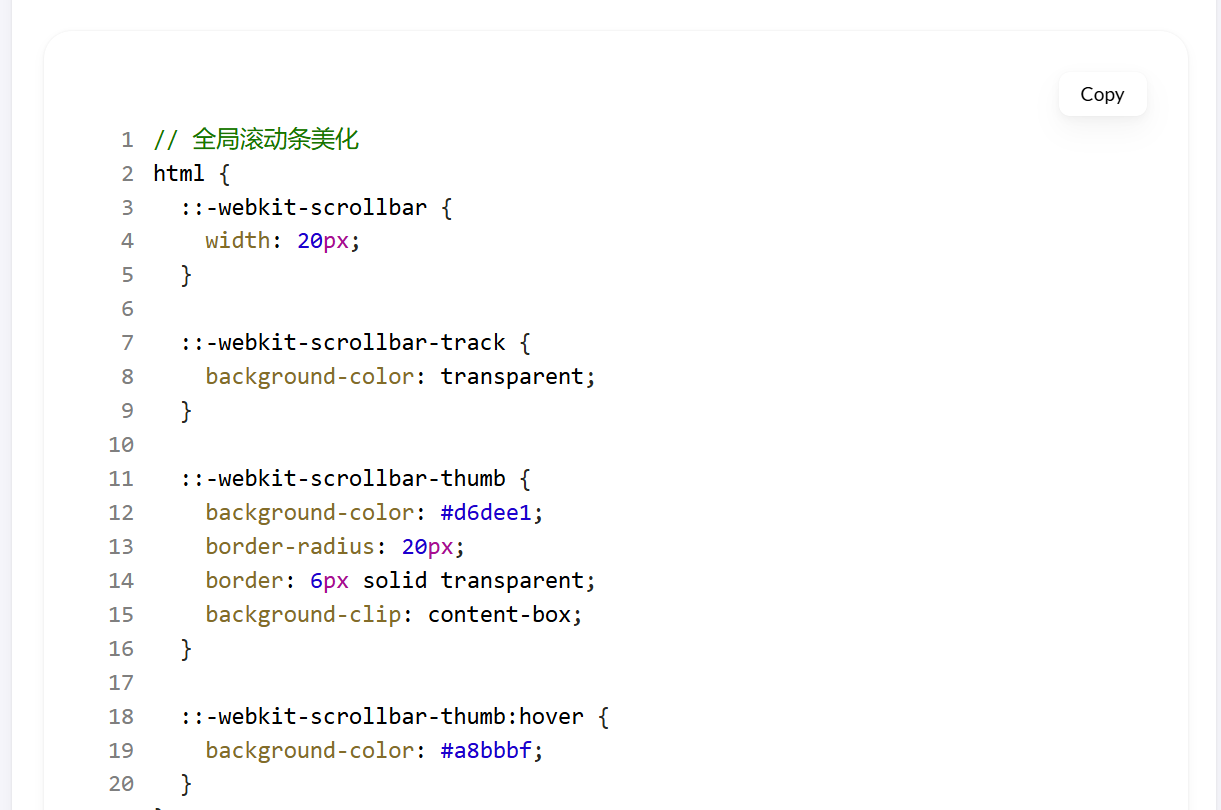 Copy
1 // 全局滚动条美化
2 html {
3   ::-webkit-scrollbar {
4     width: 20px;
5   }
6
7   ::-webkit-scrollbar-track {
8     background-color: transparent;
9   }
10
11   ::-webkit-scrollbar-thumb {
12     background-color: #d6dee1;
13     border-radius: 20px;
14     border: 6px solid transparent;
15     background-clip: content-box;
16   }
17
18   ::-webkit-scrollbar-thumb:hover {
19     background-color: #a8bbbf;
20   }